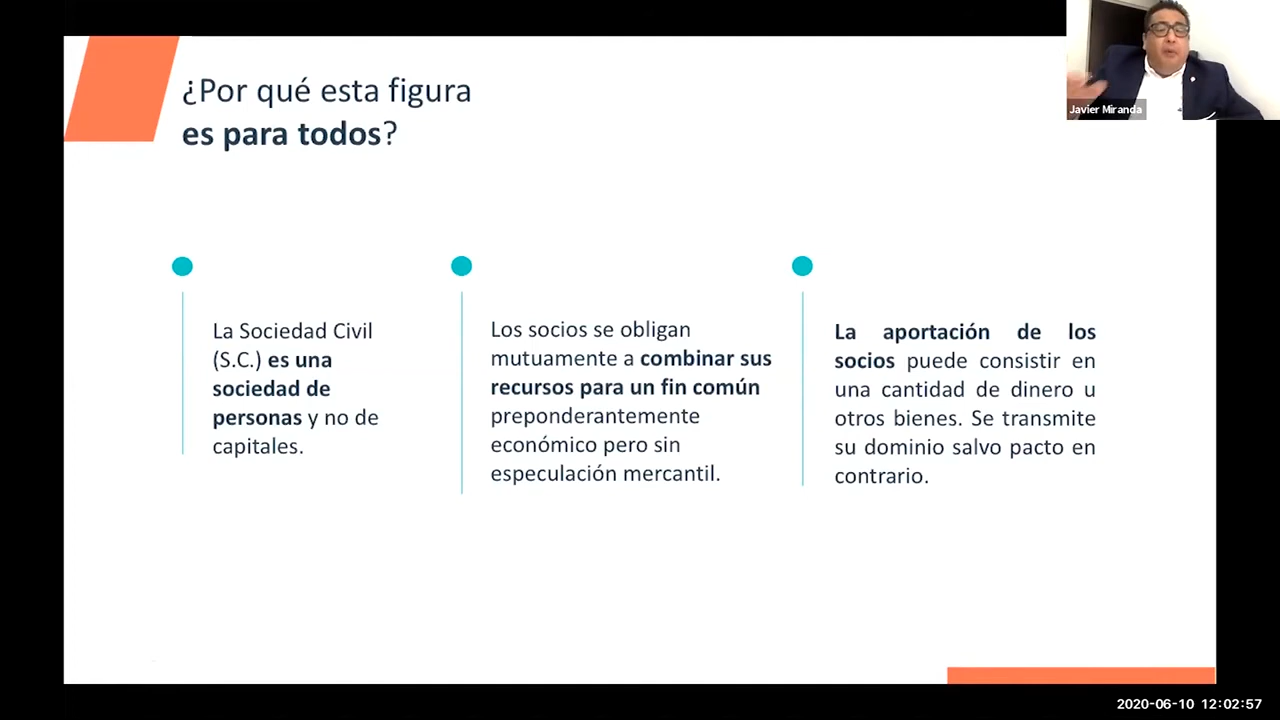 ¿Por qué esta figura
es para todos?
Javier Miranda
La Sociedad Civil
(S.C.) es una
sociedad de
personas y no de
capitales.
Los socios se obligan
mutuamente a combinar sus
recursos para un fin común
preponderantemente
económico pero sin
especulación mercantil.
La aportación de los
socios puede consistir en
una cantidad de dinero u
otros bienes. Se transmite
su dominio salvo pacto en
contrario.
2020-06-10 12:02:57